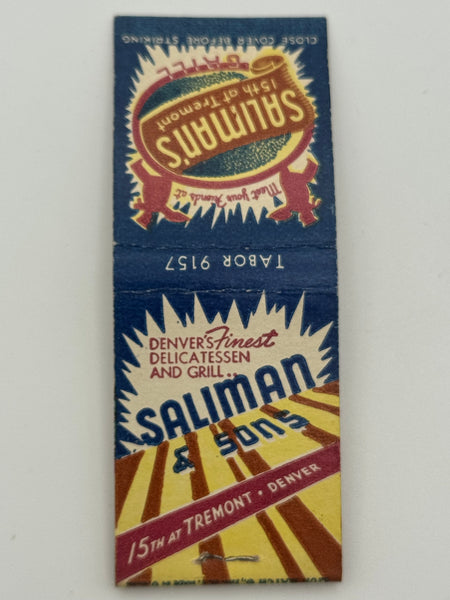 CLOSE COVER BEFORE STRIKING
GRILL
15th at Tremont
SALIMAN'S
Meet your Friends at
TABOR 9157
DENVER'S Finest
DELICATESSEN
AND GRILL..
SALIMAN
& SONS
15TH AT TREMONT • DENVER